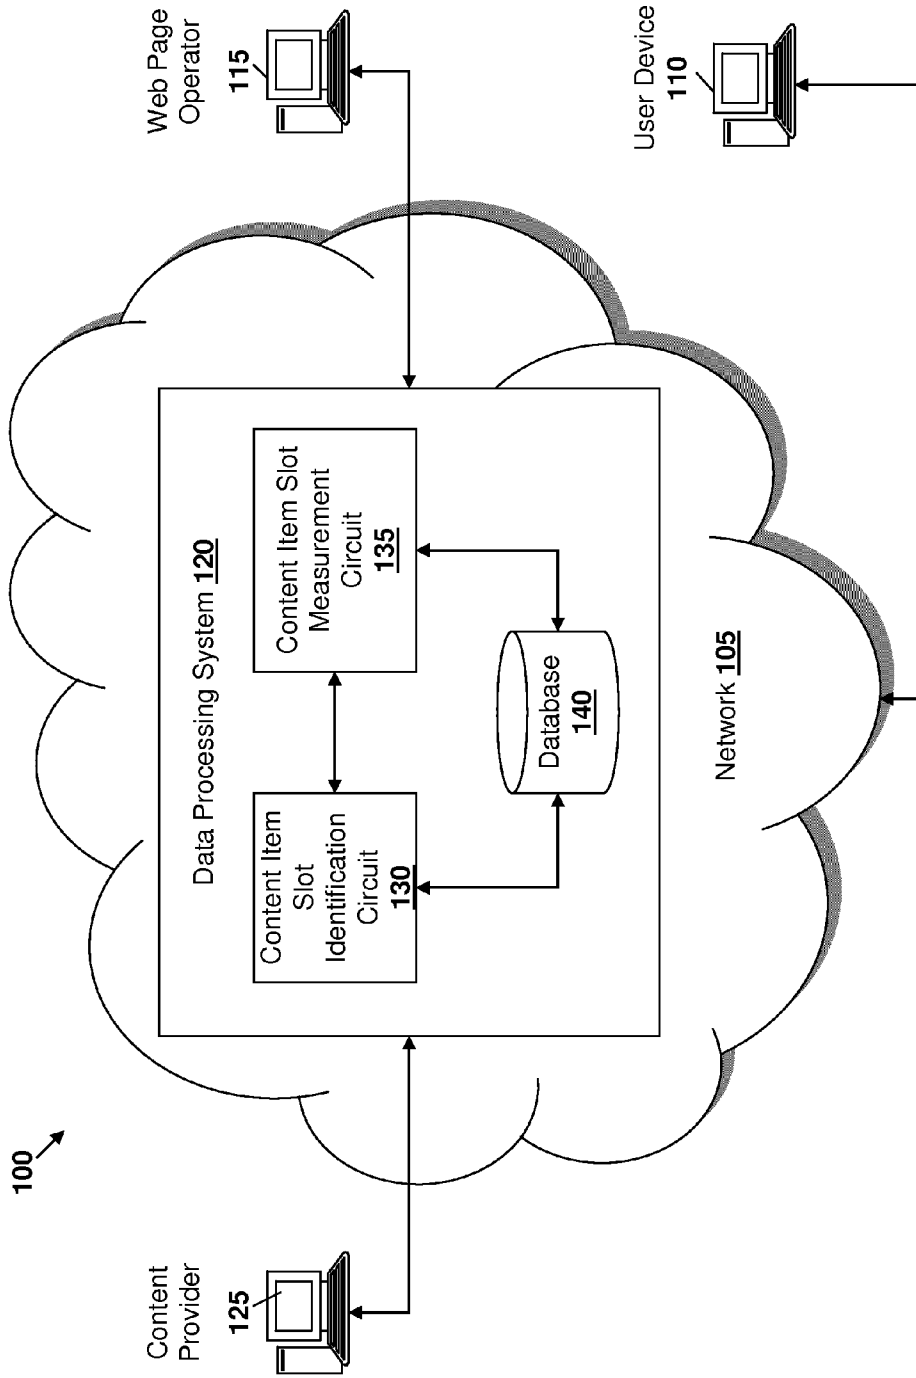 100
Content
Provider
125
Data Processing System 120
Content Item
Slot
Identification
Circuit
130
Content Item Slot
Measurement
Circuit
135
Database
140
Network 105
Web Page
Operator
115
User Device
110